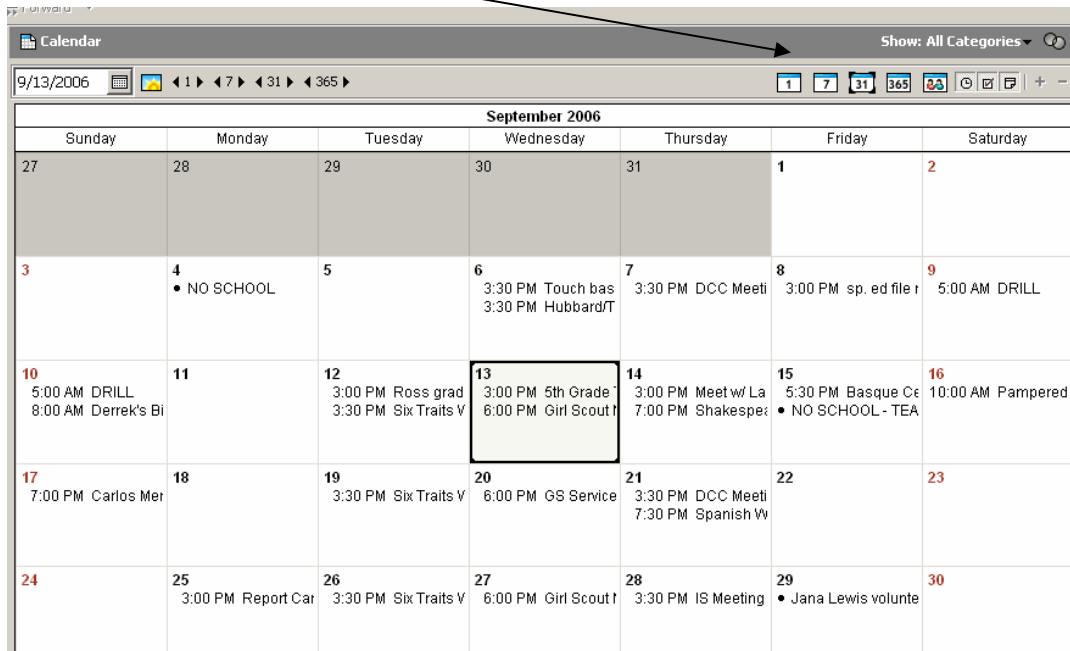 Forward
Calendar Show: All Categories
9/13/2006 1 7 31 365 1 7 31 365
September 2006
Sunday Monday Tuesday Wednesday Thursday Friday Saturday
27 28 29 30 31 1 2
3 4 5 6 7 8 9
• NO SCHOOL 3:30 PM Touch bas 3:30 PM DCC Meeti 3:00 PM sp. ed file r 5:00 AM DRILL
3:30 PM Hubbard/T
10 11 12 13 14 15 16
5:00 AM DRILL 3:00 PM Ross grad 3:00 PM 5th Grade 3:00 PM Meet w/ La 5:30 PM Basque Ce 10:00 AM Pampered
8:00 AM Derrek's Bi 3:30 PM Six Traits V 6:00 PM Girl Scout 7:00 PM Shakespea • NO SCHOOL - TEA
17 18 19 20 21 22 23
7:00 PM Carlos Mer 3:30 PM Six Traits V 6:00 PM GS Service 3:30 PM DCC Meeti
7:30 PM Spanish W
24 25 26 27 28 29 30
3:00 PM Report Car 3:30 PM Six Traits V 6:00 PM Girl Scout 3:30 PM IS Meeting • Jana Lewis volunte